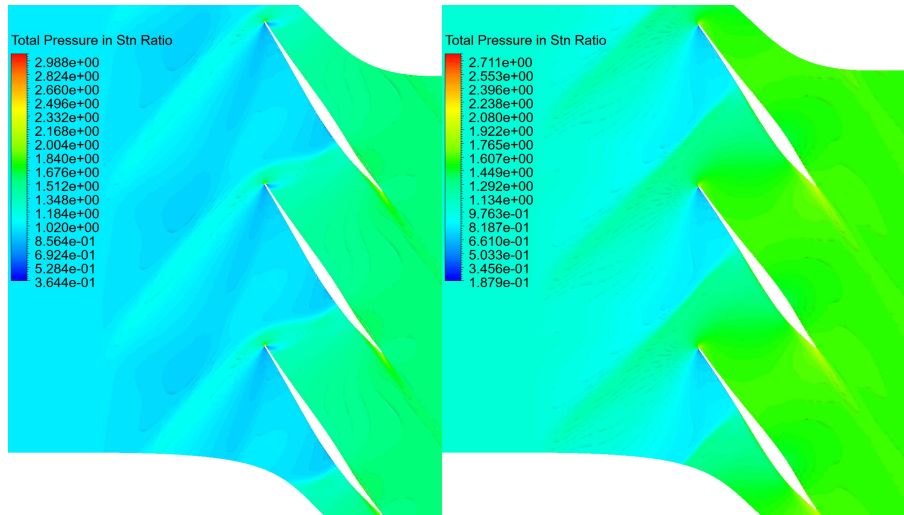 Total Pressure in Stn Ratio
2.988e+00
2.824e+00
2.660e+00
2.496e+00
2.332e+00
2.168e+00
2.004e+00
1.840e+00
1.676e+00
1.512e+00
1.348e+00
1.184e+00
1.020e+00
8.564e-01
6.924e-01
5.284e-01
3.644e-01
Total Pressure in Stn Ratio
2.711e+00
2.553e+00
2.396e+00
2.238e+00
2.080e+00
1.922e+00
1.765e+00
1.607e+00
1.449e+00
1.292e+00
1.134e+00
9.763e-01
8.187e-01
6.610e-01
5.033e-01
3.456e-01
1.879e-01